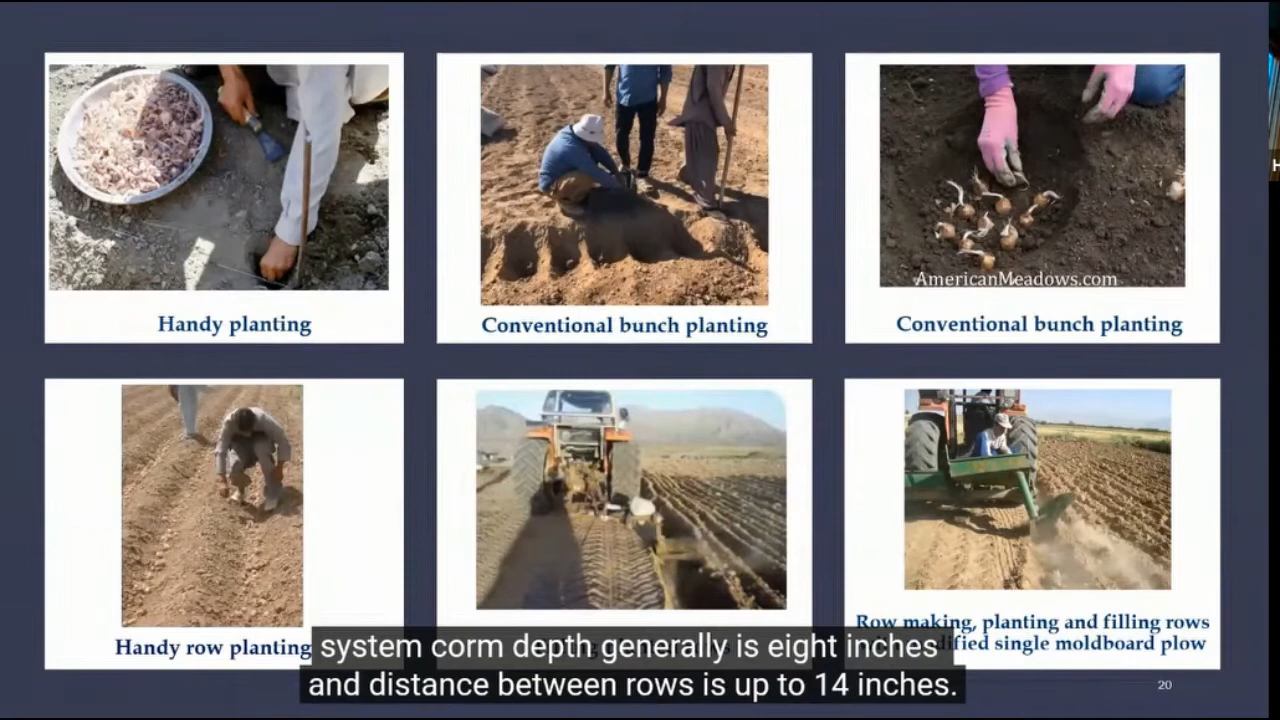 AmericanMeadows.com
Handy planting
Conventional bunch planting
Conventional bunch planting
Handy row planting
Row making, planting and filling rows
single moldboard plow
system corm depth generally is eight inches
and distance between rows is up to 14 inches.
20
H